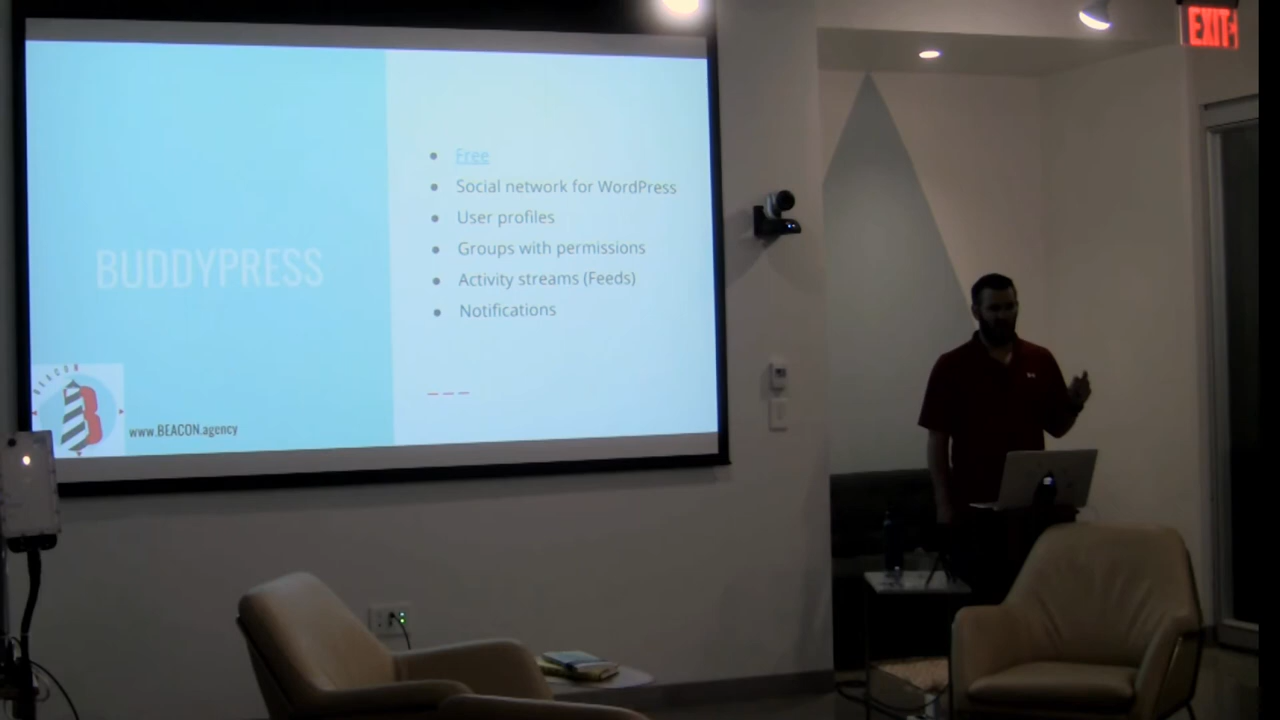 EXIT
Free
Social network for WordPress
User profiles
Groups with permissions
BUDDYPRESS
Activity streams (Feeds)
Notifications
BEACON
B
www.BEACON.agency